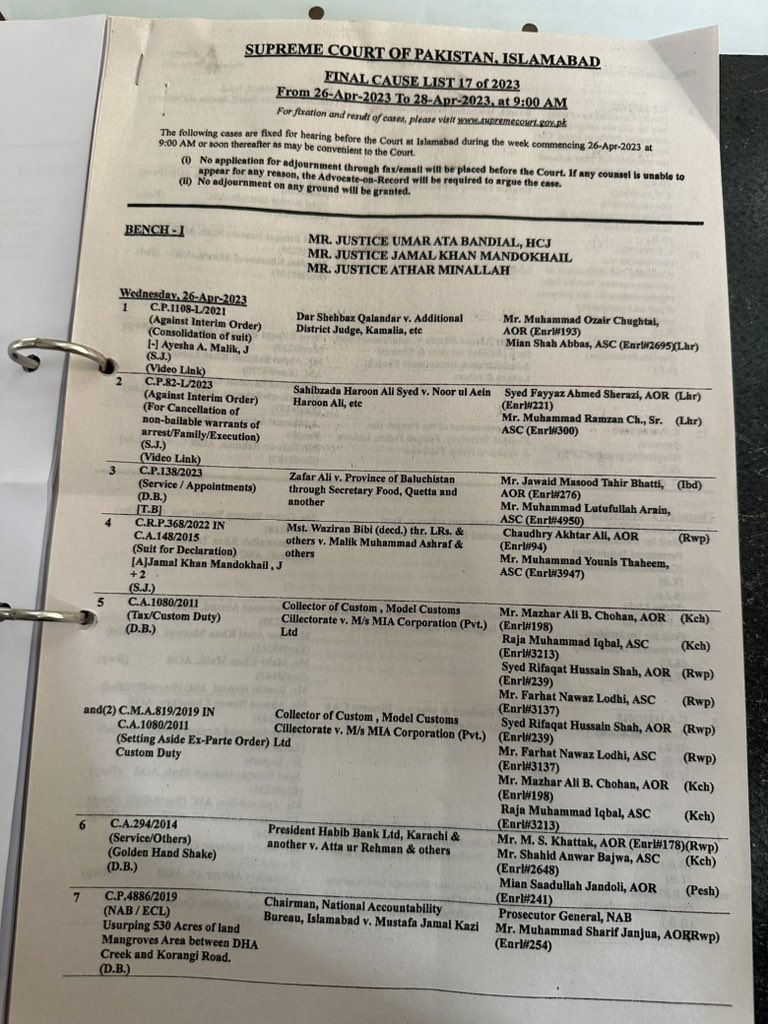 SUPREME COURT OF PAKISTAN, ISLAMABAD
FINAL CAUSE LIST 17 of 2023
From 26-Apr-2023 To 28-Apr-2023, at 9:00 AM
For fixation and result of cases, please visit www.supremecourt.gov.pk
The following cases are fixed for hearing before the Court at Islamabad during the week commencing 26-Apr-2023 at
9:00 AM or soon thereafter as may be convenient to the Court.
(i) No application for adjournment through fax/email will be placed before the Court. If any counsel is unable to
appear for any reason, the Advocate-on-Record will be required to argue the case.
(ii) No adjournment on any ground will be granted.
BENCH - I
MR. JUSTICE UMAR ATA BANDIAL, HCJ
MR. JUSTICE JAMAL KHAN MANDOKHAIL
MR. JUSTICE ATHAR MINALLAH
Wednesday, 26-Apr-2023
1 C.P.1108-L/2021
(Against Interim Order)
(Consolidation of suit)
[-] Ayesha A. Malik, J
(S.J.)
(Video Link)
Dar Shehbaz Qalandar v. Additional
District Judge, Kamalia, etc
Mr. Muhammad Ozair Chughtai,
AOR (Enrl#193)
Mian Shah Abbas, ASC (Enrl#2695)(Lhr)
2 C.P.82-L/2023
(Against Interim Order)
(For Cancellation of
non-bailable warrants of
arrest/Family/Execution)
(S.J.)
(Video Link)
Sahibzada Haroon Ali Syed v. Noor ul Aein
Haroon Ali, etc
Syed Fayyaz Ahmed Sherazi, AOR (Lhr)
(Enrl#221)
Mr. Muhammad Ramzan Ch., Sr. (Lhr)
ASC (Enrl#300)
3 C.P.138/2023
(Service / Appointments)
(D.B.)
[T.B]
Zafar Ali v. Province of Baluchistan
through Secretary Food, Quetta and
another
Mr. Jawaid Masood Tahir Bhatti, (Ibd)
AOR (Enrl#276)
Mr. Muhammad Lutufullah Arain,
ASC (Enrl#4950)
4 C.R.P.368/2022 IN
C.A.148/2015
(Suit for Declaration)
[A]Jamal Khan Mandokhail , J
+ 2
(S.J.)
Mst. Waziran Bibi (decd.) thr. LRs. &
others v. Malik Muhammad Ashraf &
others
Chaudhry Akhtar Ali, AOR (Rwp)
(Enrl#94)
Mr. Muhammad Younis Thaheem,
ASC (Enrl#3947)
5 C.A.1080/2011
(Tax/Custom Duty)
(D.B.)
Collector of Custom , Model Customs
Cillectorate v. M/s MIA Corporation (Pvt.)
Ltd
Mr. Mazhar Ali B. Chohan, AOR (Kch)
(Enrl#198)
Raja Muhammad Iqbal, ASC (Kch)
(Enrl#3213)
Syed Rifaqat Hussain Shah, AOR (Rwp)
(Enrl#239)
Mr. Farhat Nawaz Lodhi, ASC (Rwp)
(Enrl#3137)
and(2) C.M.A.819/2019 IN
C.A.1080/2011
(Setting Aside Ex-Parte Order)
Custom Duty
Collector of Custom , Model Customs
Cillectorate v. M/s MIA Corporation (Pvt.)
Ltd
Syed Rifaqat Hussain Shah, AOR (Rwp)
(Enrl#239)
Mr. Farhat Nawaz Lodhi, ASC (Rwp)
(Enrl#3137)
Mr. Mazhar Ali B. Chohan, AOR (Kch)
(Enrl#198)
Raja Muhammad Iqbal, ASC (Kch)
(Enrl#3213)
6 C.A.294/2014
(Service/Others)
(Golden Hand Shake)
(D.B.)
President Habib Bank Ltd, Karachi &
another v. Atta ur Rehman & others
Mr. M. S. Khattak, AOR (Enrl#178)(Rwp)
Mr. Shahid Anwar Bajwa, ASC (Kch)
(Enrl#2648)
Mian Saadullah Jandoli, AOR (Pesh)
(Enrl#241)
7 C.P.4886/2019
(NAB / ECL)
Usurping 530 Acres of land
Mangroves Area between DHA
Creek and Korangi Road.
(D.B.)
Chairman, National Accountability
Bureau, Islamabad v. Mustafa Jamal Kazi
Prosecutor General, NAB
Mr. Muhammad Sharif Janjua, AOR(Rwp)
(Enrl#254)